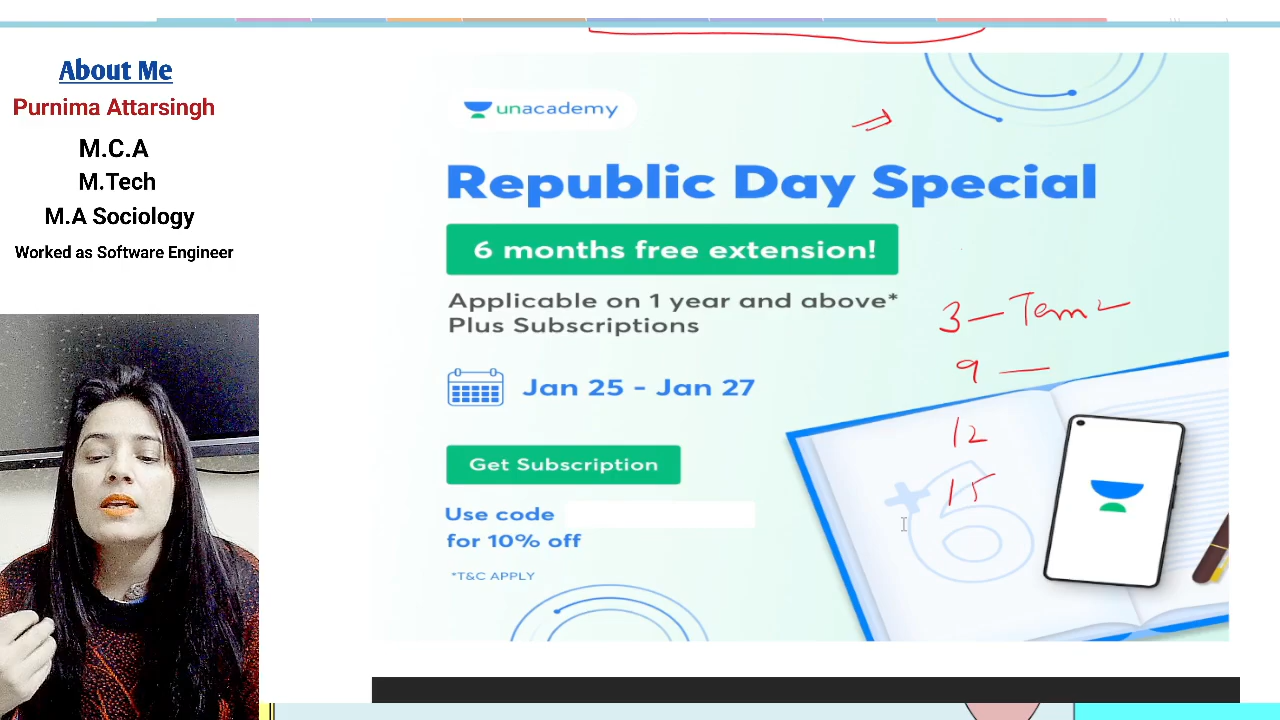 About Me
Purnima Attarsingh
M.C.A
M.Tech
M.A Sociology
Worked as Software Engineer
unacademy
Republic Day Special
6 months free extension!
Applicable on 1 year and above*
Plus Subscriptions
Jan 25 - Jan 27
Get Subscription
Use code
for 10% off
*T&C APPLY
3 —
9 —
12
15
+6